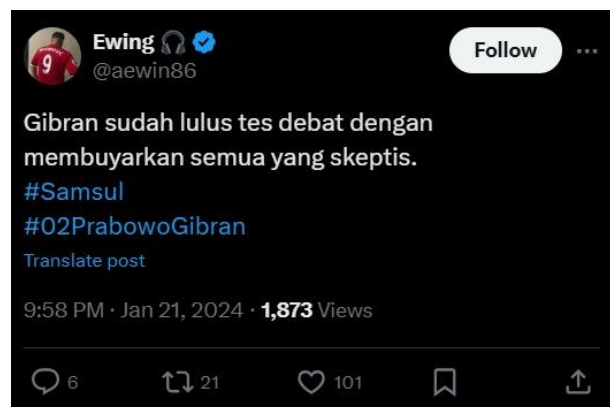 Ewing 🎧
@aewin86
Follow
Gibran sudah lulus tes debat dengan
membuyarkan semua yang skeptis.
#Samsul
#02PrabowoGibran
Translate post
9:58 PM · Jan 21, 2024 · 1,873 Views
6 21 101